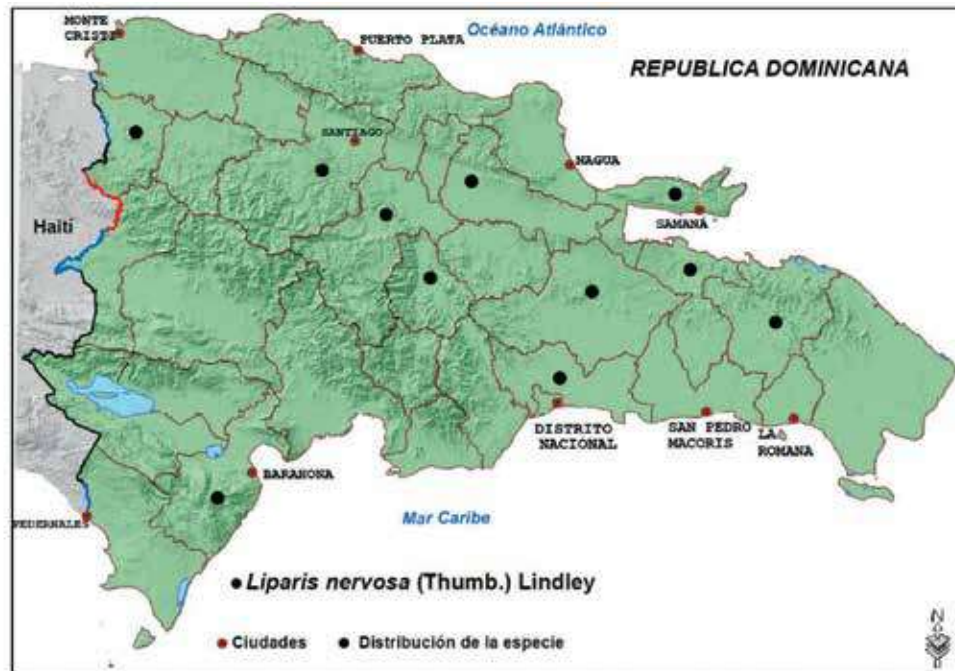 MONTE
CRISTI
PUERTO PLATA
Océano Atlántico
REPUBLICA DOMINICANA
SANTIAGO
NAGUA
SAMANÁ
Haití
DISTRITO
NACIONAL
SAN PEDRO
MACORIS
LA
ROMANA
BARAHONA
PEDERNALES
Mar Caribe
Liparis nervosa (Thumb.) Lindley
Ciudades
Distribución de la especie
N